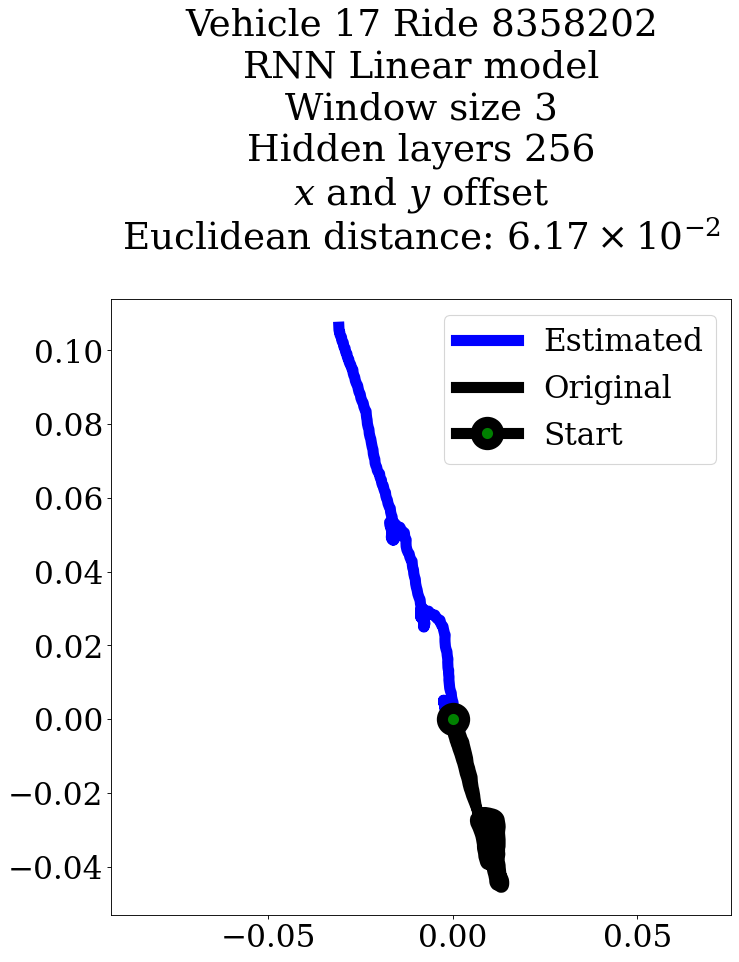 Vehicle 17 Ride 8358202
RNN Linear model
Window size 3
Hidden layers 256
x and y offset
Euclidean distance: 6.17 × 10⁻²
Estimated
Original
Start
0.10
0.08
0.06
0.04
0.02
0.00
−0.02
−0.04
−0.05 0.00 0.05